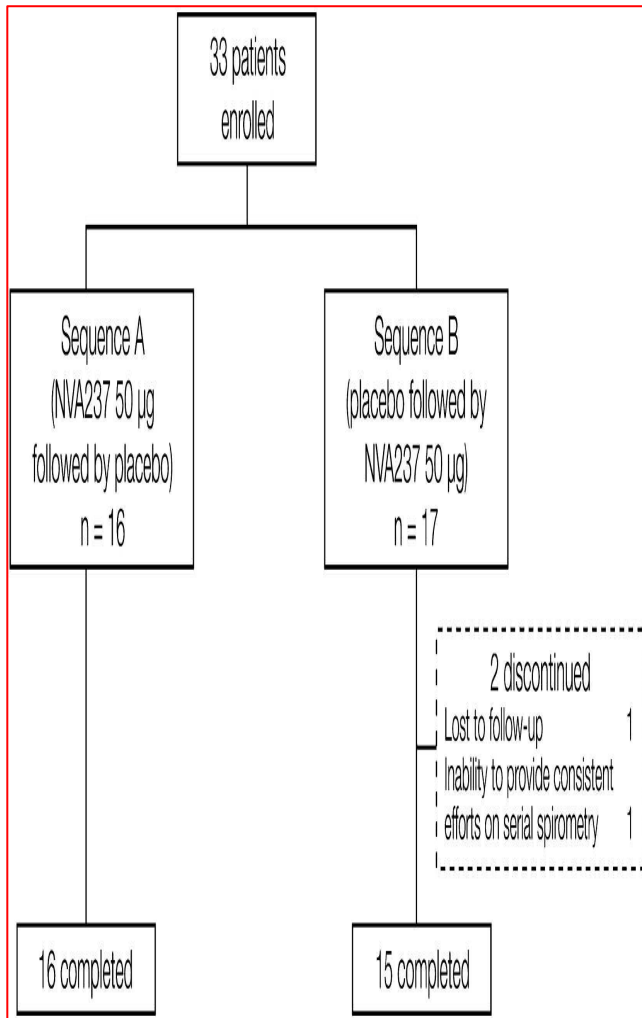 33 patients
enrolled
Sequence A
(NVA237 50 µg
followed by placebo)
n = 16
Sequence B
(placebo followed by
NVA237 50 µg)
n = 17
2 discontinued
Lost to follow-up 1
Inability to provide consistent
efforts on serial spirometry 1
16 completed
15 completed